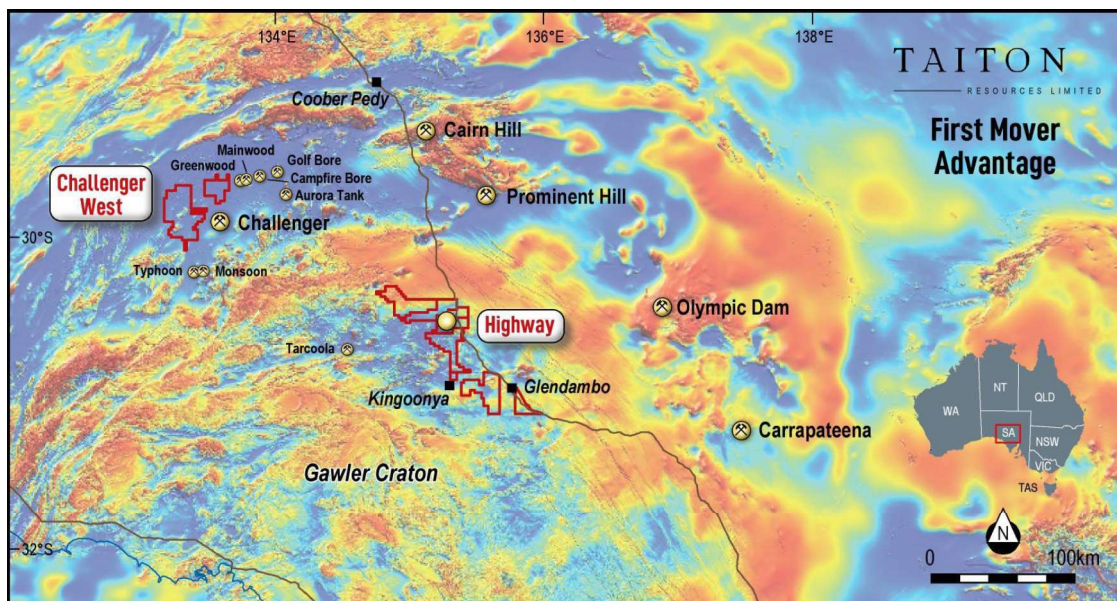 134°E
136°E
138°E
TAITON
RESOURCES LIMITED
First Mover
Advantage
Coober Pedy
Cairn Hill
Mainwood
Golf Bore
Greenwood
Campfire Bore
Aurora Tank
Challenger
West
Prominent Hill
Challenger
30°S
Typhoon
Monsoon
Olympic Dam
Highway
Tarcoola
Kingoonya
Glendambo
Carrapateena
Gawler Craton
WA
NT
QLD
SA
NSW
VIC
TAS
N
32°S
0
100km